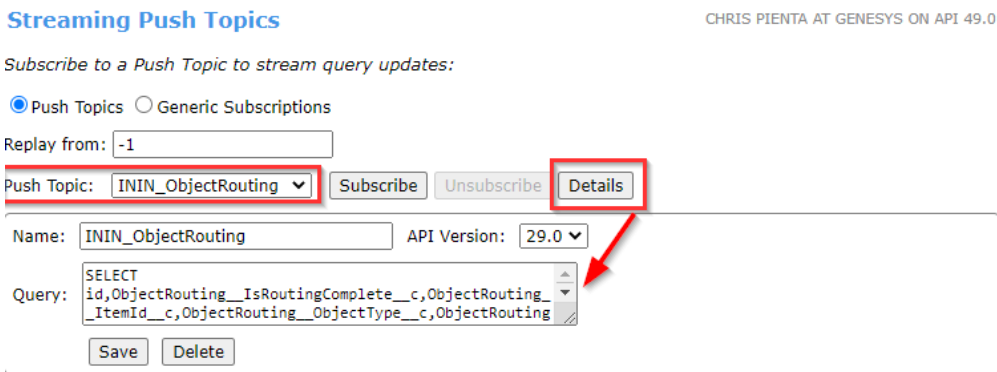 Streaming Push Topics
CHRIS PIENTA AT GENESYS ON API 49.0
Subscribe to a Push Topic to stream query updates:
Push Topics Generic Subscriptions
Replay from: -1
Push Topic: ININ_ObjectRouting Subscribe Unsubscribe Details
Name: ININ_ObjectRouting API Version: 29.0
SELECT
Query: id,ObjectRouting__IsRoutingComplete__c,ObjectRouting_
_ItemId__c,ObjectRouting__ObjectType__c,ObjectRouting
Save Delete